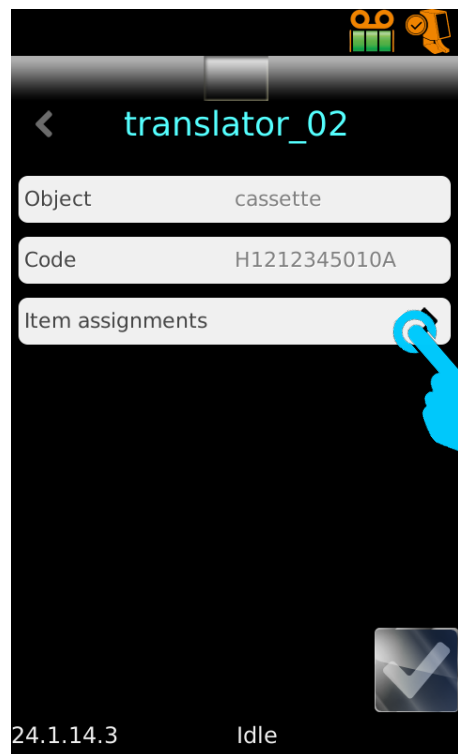 translator_02
Object cassette
Code H1212345010A
Item assignments
24.1.14.3 Idle